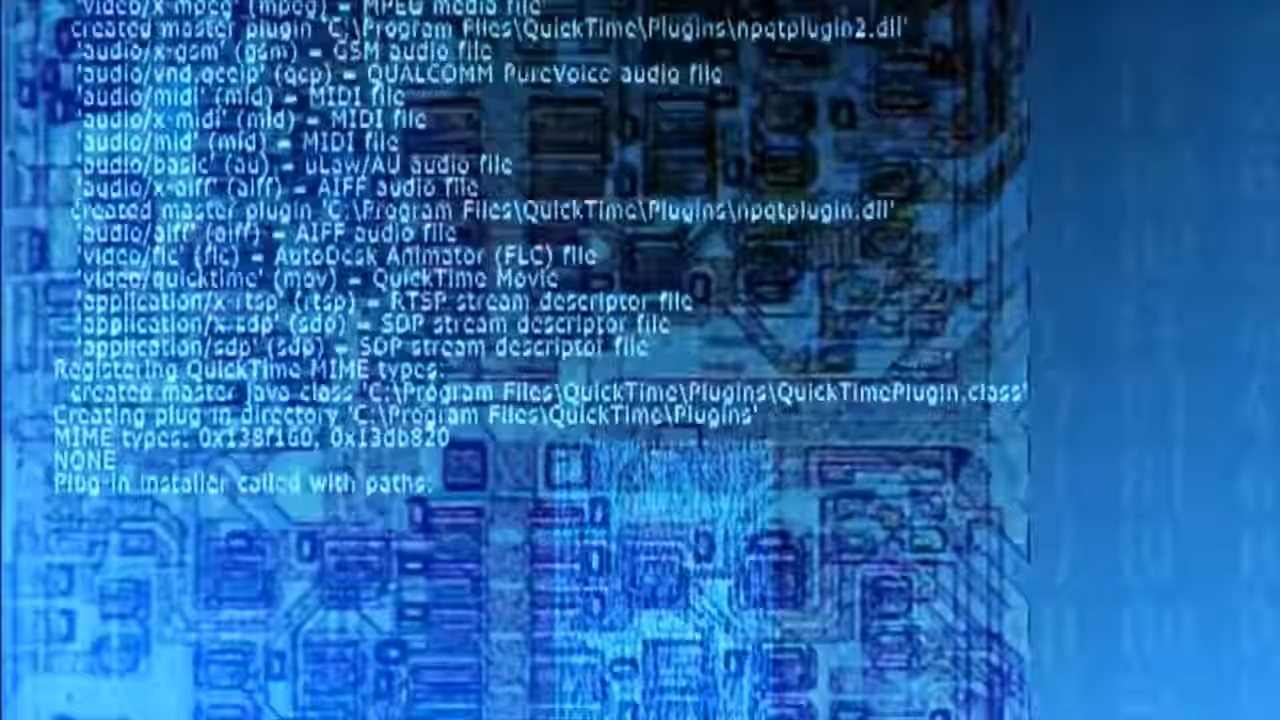 'video/x-mpeg' (mpeg) = MPEG media file'
created master plugin 'C:\Program Files\QuickTime\Plugins\npqtplugin2.dll'
'audio/x-gsm' (gsm) = GSM audio file
'audio/vnd.qcelp' (qcp) = QUALCOMM PureVoice audio file
'audio/midi' (mid) = MIDI file
'audio/x-midi' (mid) = MIDI file
'audio/mid' (mid) = MIDI file
'audio/basic' (au) = uLaw/AU audio file
'audio/x-aiff' (aiff) = AIFF audio file
created master plugin 'C:\Program Files\QuickTime\Plugins\npqtplugin.dll'
'audio/aiff' (aiff) = AIFF audio file
'video/flc' (flc) = AutoDesk Animator (FLC) file
'video/quicktime' (mov) = QuickTime Movie
'application/x-rtsp' (rtsp) = RTSP stream descriptor file
'application/x-sdp' (sdp) = SDP stream descriptor file
'application/sdp' (sdp) = SDP stream descriptor file
Registering QuickTime MIME types:
created master Java class 'C:\Program Files\QuickTime\Plugins\QuickTimePlugin.class'
Creating plug-in directory 'C:\Program Files\QuickTime\Plugins'
MIME types: 0x138f160, 0x13db820
NONE
Plug-in installer called with paths: